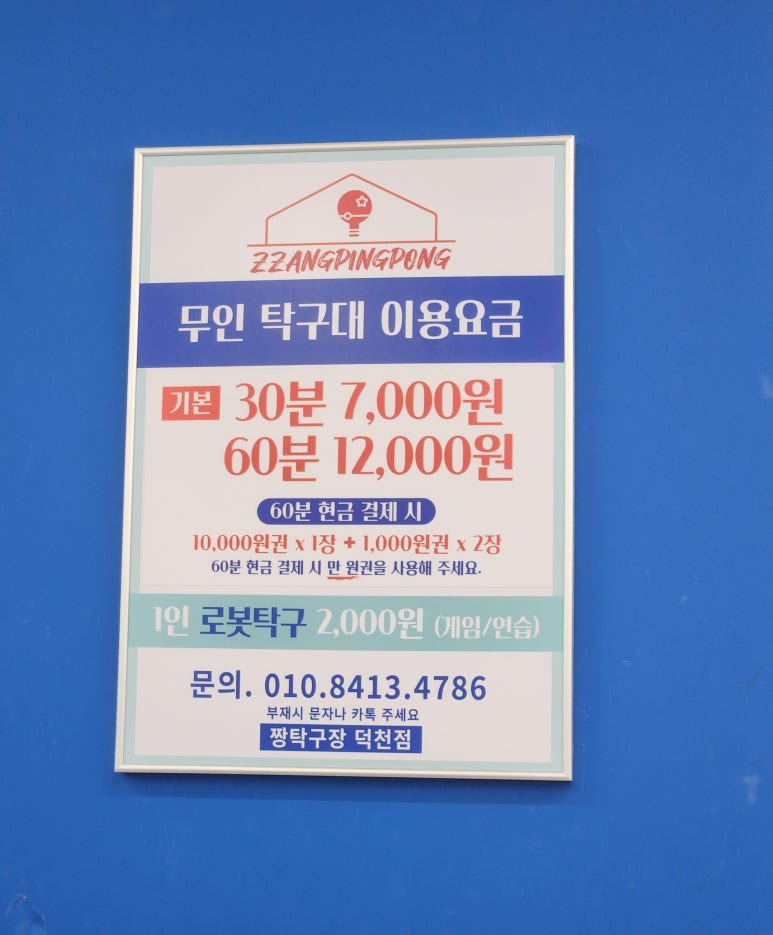 ZZANGPINGPONG
무인 탁구대 이용요금
기본 30분 7,000원
60분 12,000원
60분 현금 결제 시
10,000원권 x 1장 + 1,000원권 x 2장
60분 현금 결제 시 만 원권을 사용해 주세요.
1인 로봇탁구 2,000원 (게임/연습)
문의. 010.8413.4786
부재시 문자나 카톡 주세요
짱탁구장 덕천점